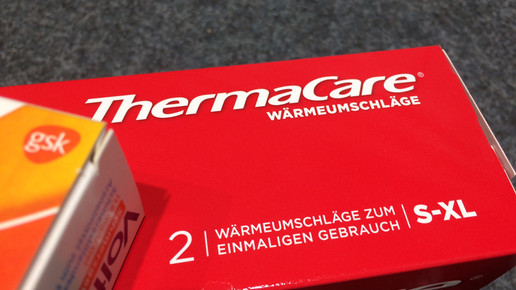 ThermaCare®
WÄRMEUMSCHLÄGE
gsk
2 WÄRMEUMSCHLÄGE ZUM
EINMALIGEN GEBRAUCH
S-XL